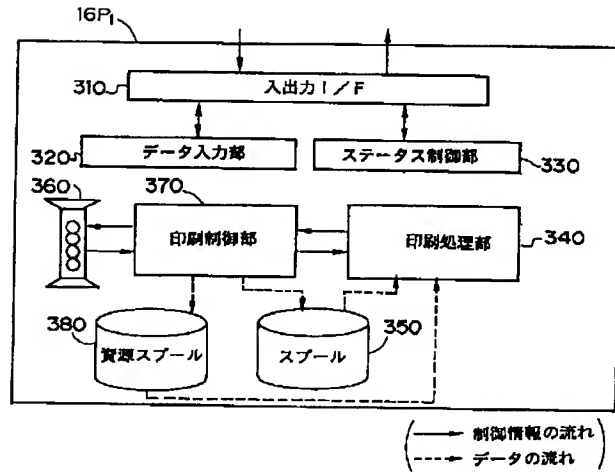 16P1
310
入出力I/F
320
データ入力部
ステータス制御部
330
360
370
印刷制御部
印刷処理部
340
380
資源スプール
スプール
350
制御情報の流れ
データの流れ